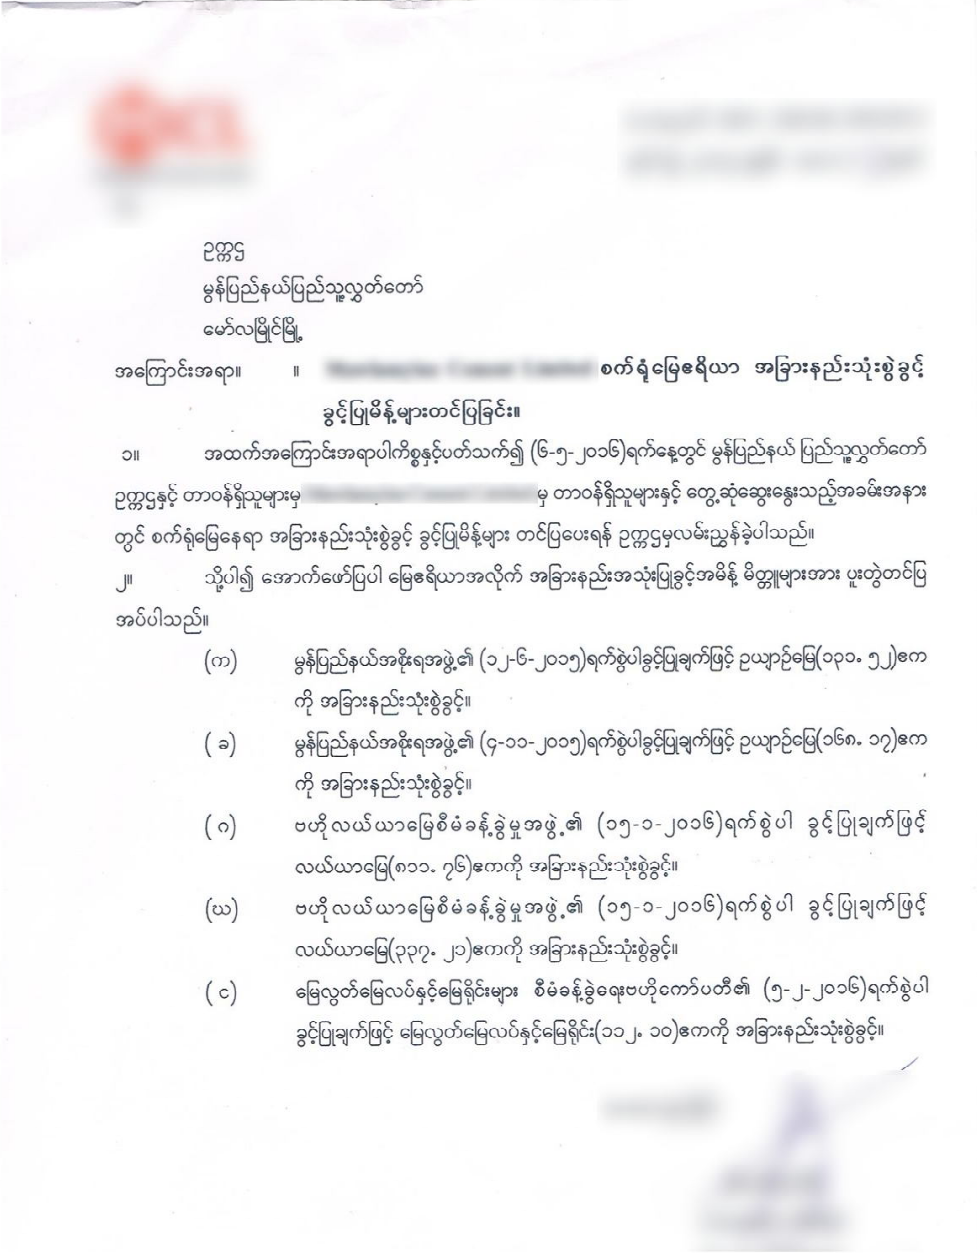 ဥက္ကဌ
မွန်ပြည်နယ်ပြည်သူ့လွှတ်တော်
မော်လမြိုင်မြို့
အကြောင်းအရာ။ ။ စက်ရုံမြေဧရိယာ အခြားနည်းသုံးစွဲခွင့်
ခွင့်ပြုမိန့်များတင်ပြခြင်း။
၁။ အထက်အကြောင်းအရာပါကိစ္စနှင့်ပတ်သက်၍ (၆-၅-၂၀၁၆)ရက်နေ့တွင် မွန်ပြည်နယ် ပြည်သူ့လွှတ်တော်
ဥက္ကဌနှင့် တာဝန်ရှိသူများမှ မှ တာဝန်ရှိသူများနှင့် တွေ့ဆုံဆွေးနွေးသည့်အခမ်းအနား
တွင် စက်ရုံမြေနေရာ အခြားနည်းသုံးစွဲခွင့် ခွင့်ပြုမိန့်များ တင်ပြပေးရန် ဥက္ကဌမှလမ်းညွှန်ခဲ့ပါသည်။
၂။ သို့ပါ၍ အောက်ဖော်ပြပါ မြေဧရိယာအလိုက် အခြားနည်းအသုံးပြုခွင့်အမိန့် မိတ္တူများအား ပူးတွဲတင်ပြ
အပ်ပါသည်။
(က) မွန်ပြည်နယ်အစိုးရအဖွဲ့၏ (၁၂-၆-၂၀၁၅)ရက်စွဲပါခွင့်ပြုချက်ဖြင့် ဥယျာဉ်မြေ(၁၃၁. ၅၂)ဧက
ကို အခြားနည်းသုံးစွဲခွင့်။
(ခ) မွန်ပြည်နယ်အစိုးရအဖွဲ့၏ (၄-၁၁-၂၀၁၅)ရက်စွဲပါခွင့်ပြုချက်ဖြင့် ဥယျာဉ်မြေ(၁၆၈. ၁၇)ဧက
ကို အခြားနည်းသုံးစွဲခွင့်။
(ဂ) ဗဟိုလယ်ယာမြေစီမံခန့်ခွဲမှုအဖွဲ့၏ (၁၅-၁-၂၀၁၆)ရက်စွဲပါ ခွင့်ပြုချက်ဖြင့်
လယ်ယာမြေ(၈၁၁. ၇၆)ဧကကို အခြားနည်းသုံးစွဲခွင့်။
(ဃ) ဗဟိုလယ်ယာမြေစီမံခန့်ခွဲမှုအဖွဲ့၏ (၁၅-၁-၂၀၁၆)ရက်စွဲပါ ခွင့်ပြုချက်ဖြင့်
လယ်ယာမြေ(၃၃၇. ၂၁)ဧကကို အခြားနည်းသုံးစွဲခွင့်။
(င) မြေလွတ်မြေလပ်နှင့်မြေရိုင်းများ စီမံခန့်ခွဲရေးဗဟိုကော်မတီ၏ (၅-၂-၂၀၁၆)ရက်စွဲပါ
ခွင့်ပြုချက်ဖြင့် မြေလွတ်မြေလပ်နှင့်မြေရိုင်း(၁၁၂. ၁၀)ဧကကို အခြားနည်းသုံးစွဲခွင့်။